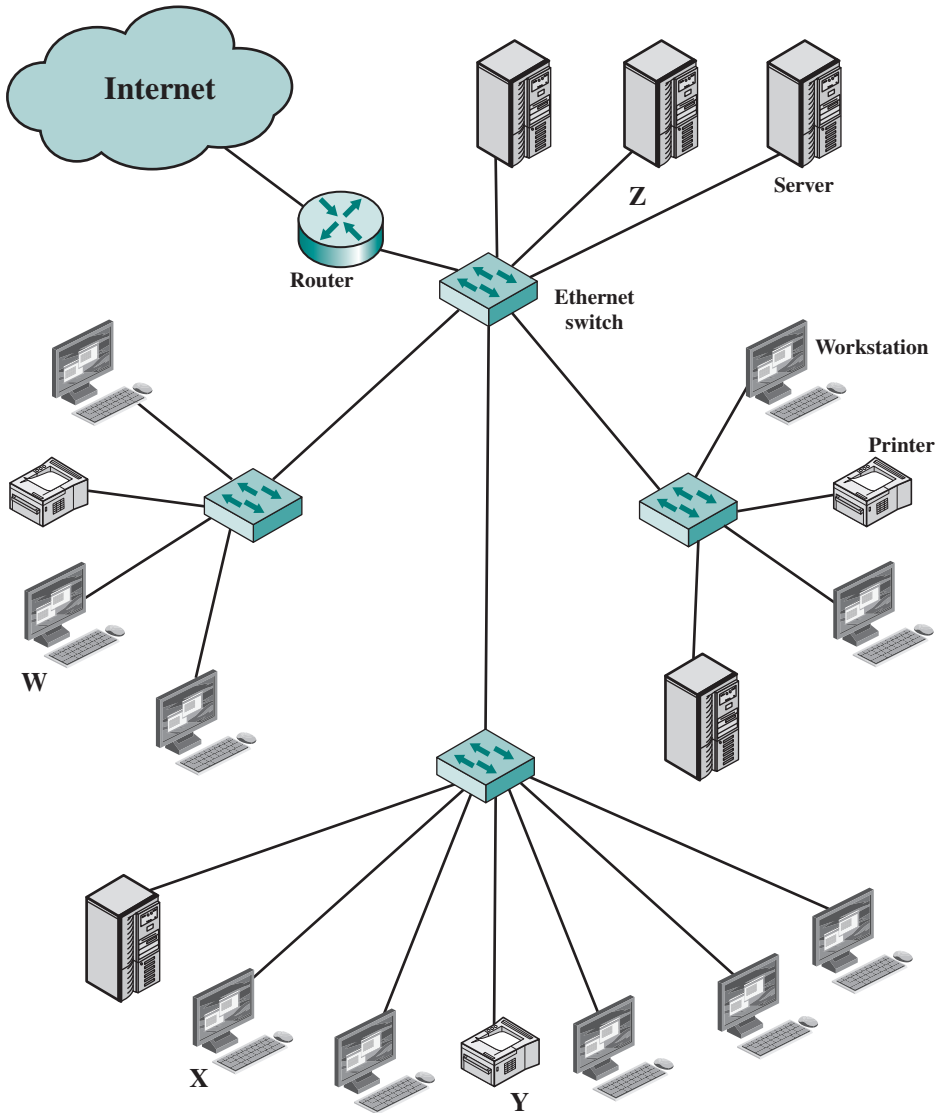 Internet
Z
Server
Router
Ethernet
switch
Workstation
Printer
W
X
Y